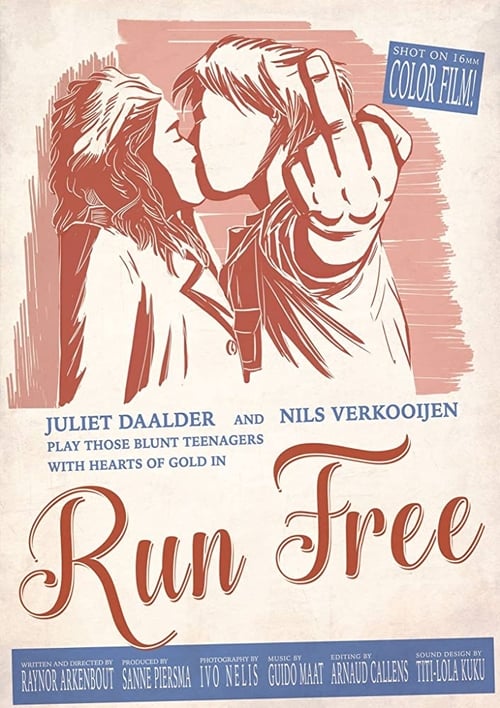 SHOT ON 16MM
COLOR FILM!
JULIET DAALDER AND NILS VERKOOIJEN
PLAY THOSE BLUNT TEENAGERS
WITH HEARTS OF GOLD IN
Run Free
WRITTEN AND DIRECTED BY
RAYNOR ARKENBOUT
PRODUCED BY
SANNE PIERSMA
PHOTOGRAPHY BY
IVO NELIS
MUSIC BY
GUIDO MAAT
EDITING BY
ARNAUD CALLENS
SOUND DESIGN BY
TITI-LOLA KUKU